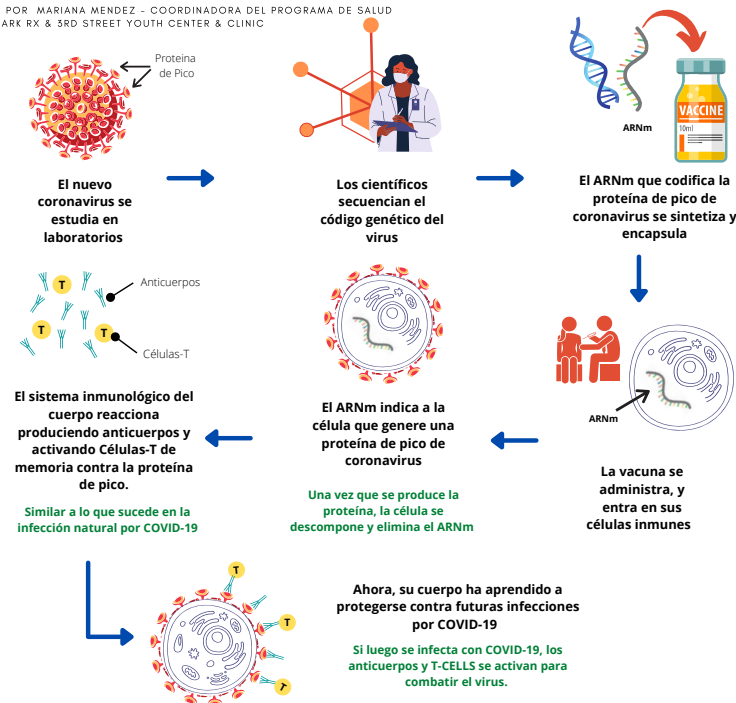 POR MARIANA MENDEZ - COORDINADORA DEL PROGRAMA DE SALUD
ARK RX & 3RD STREET YOUTH CENTER & CLINIC
Proteina
de Pico
El nuevo
coronavirus se
estudia en
laboratorios
Los científicos
secuencian el
código genético del
virus
ARNm
VACCINE
10ml
El ARNm que codifica la
proteína de pico de
coronavirus se sintetiza y
encapsula
T
T
T
Anticuerpos
Células-T
El sistema inmunológico del
cuerpo reacciona
produciendo anticuerpos y
activando Células-T de
memoria contra la proteína
de pico.
Similar a lo que sucede en la
infección natural por COVID-19
El ARNm indica a la
célula que genere una
proteína de pico de
coronavirus
Una vez que se produce la
proteína, la célula se
descompone y elimina el ARNm
ARNm
La vacuna se
administra, y
entra en sus
células inmunes
T
T
T
Ahora, su cuerpo ha aprendido a
protegerse contra futuras infecciones
por COVID-19
Si luego se infecta con COVID-19, los
anticuerpos y T-CELLS se activan para
combatir el virus.